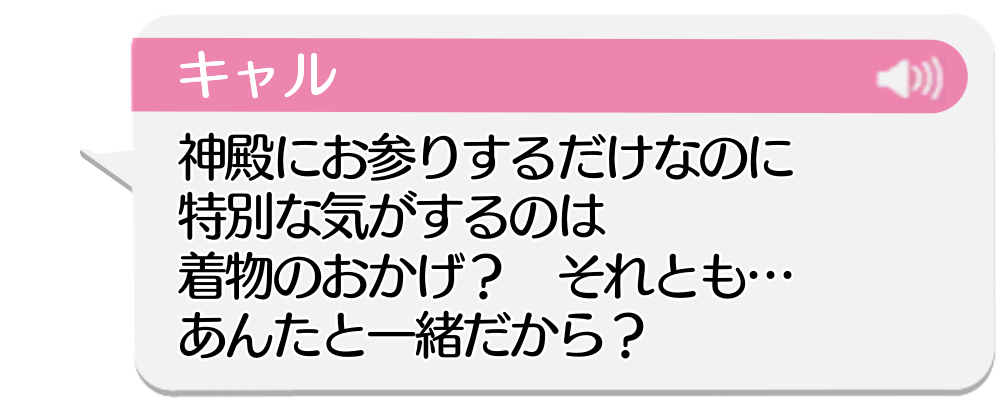 キャル
神殿にお参りするだけなのに
特別な気がするのは
着物のおかげ？　それとも…
あんたと一緒だから？